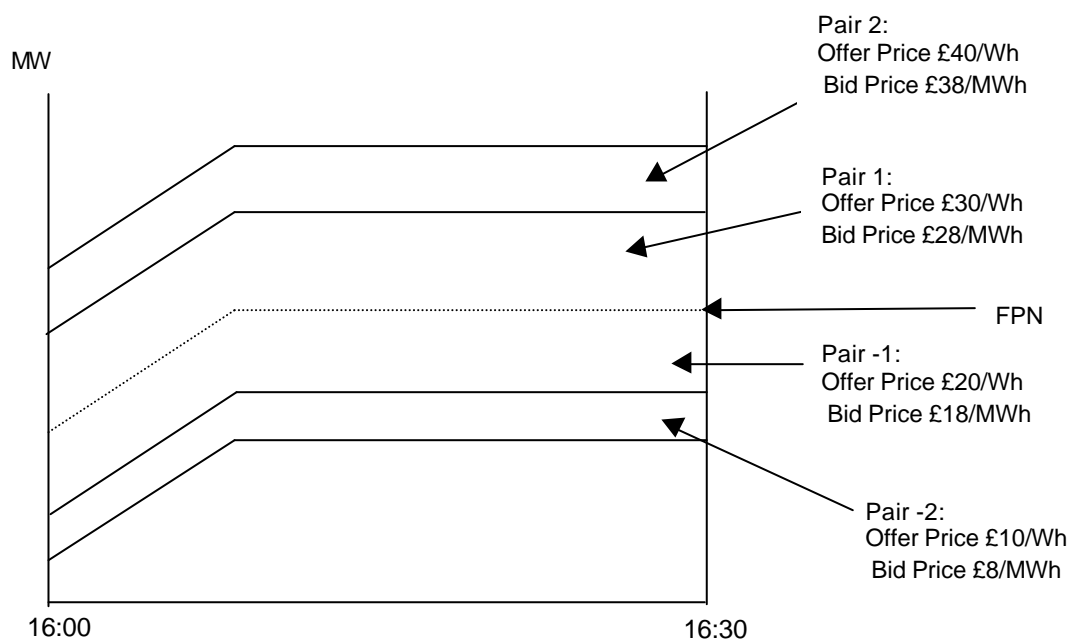 Pair 2:
Offer Price £40/Wh
Bid Price £38/MWh
MW
Pair 1:
Offer Price £30/Wh
Bid Price £28/MWh
FPN
Pair -1:
Offer Price £20/Wh
Bid Price £18/MWh
Pair -2:
Offer Price £10/Wh
Bid Price £8/MWh
16:00
16:30